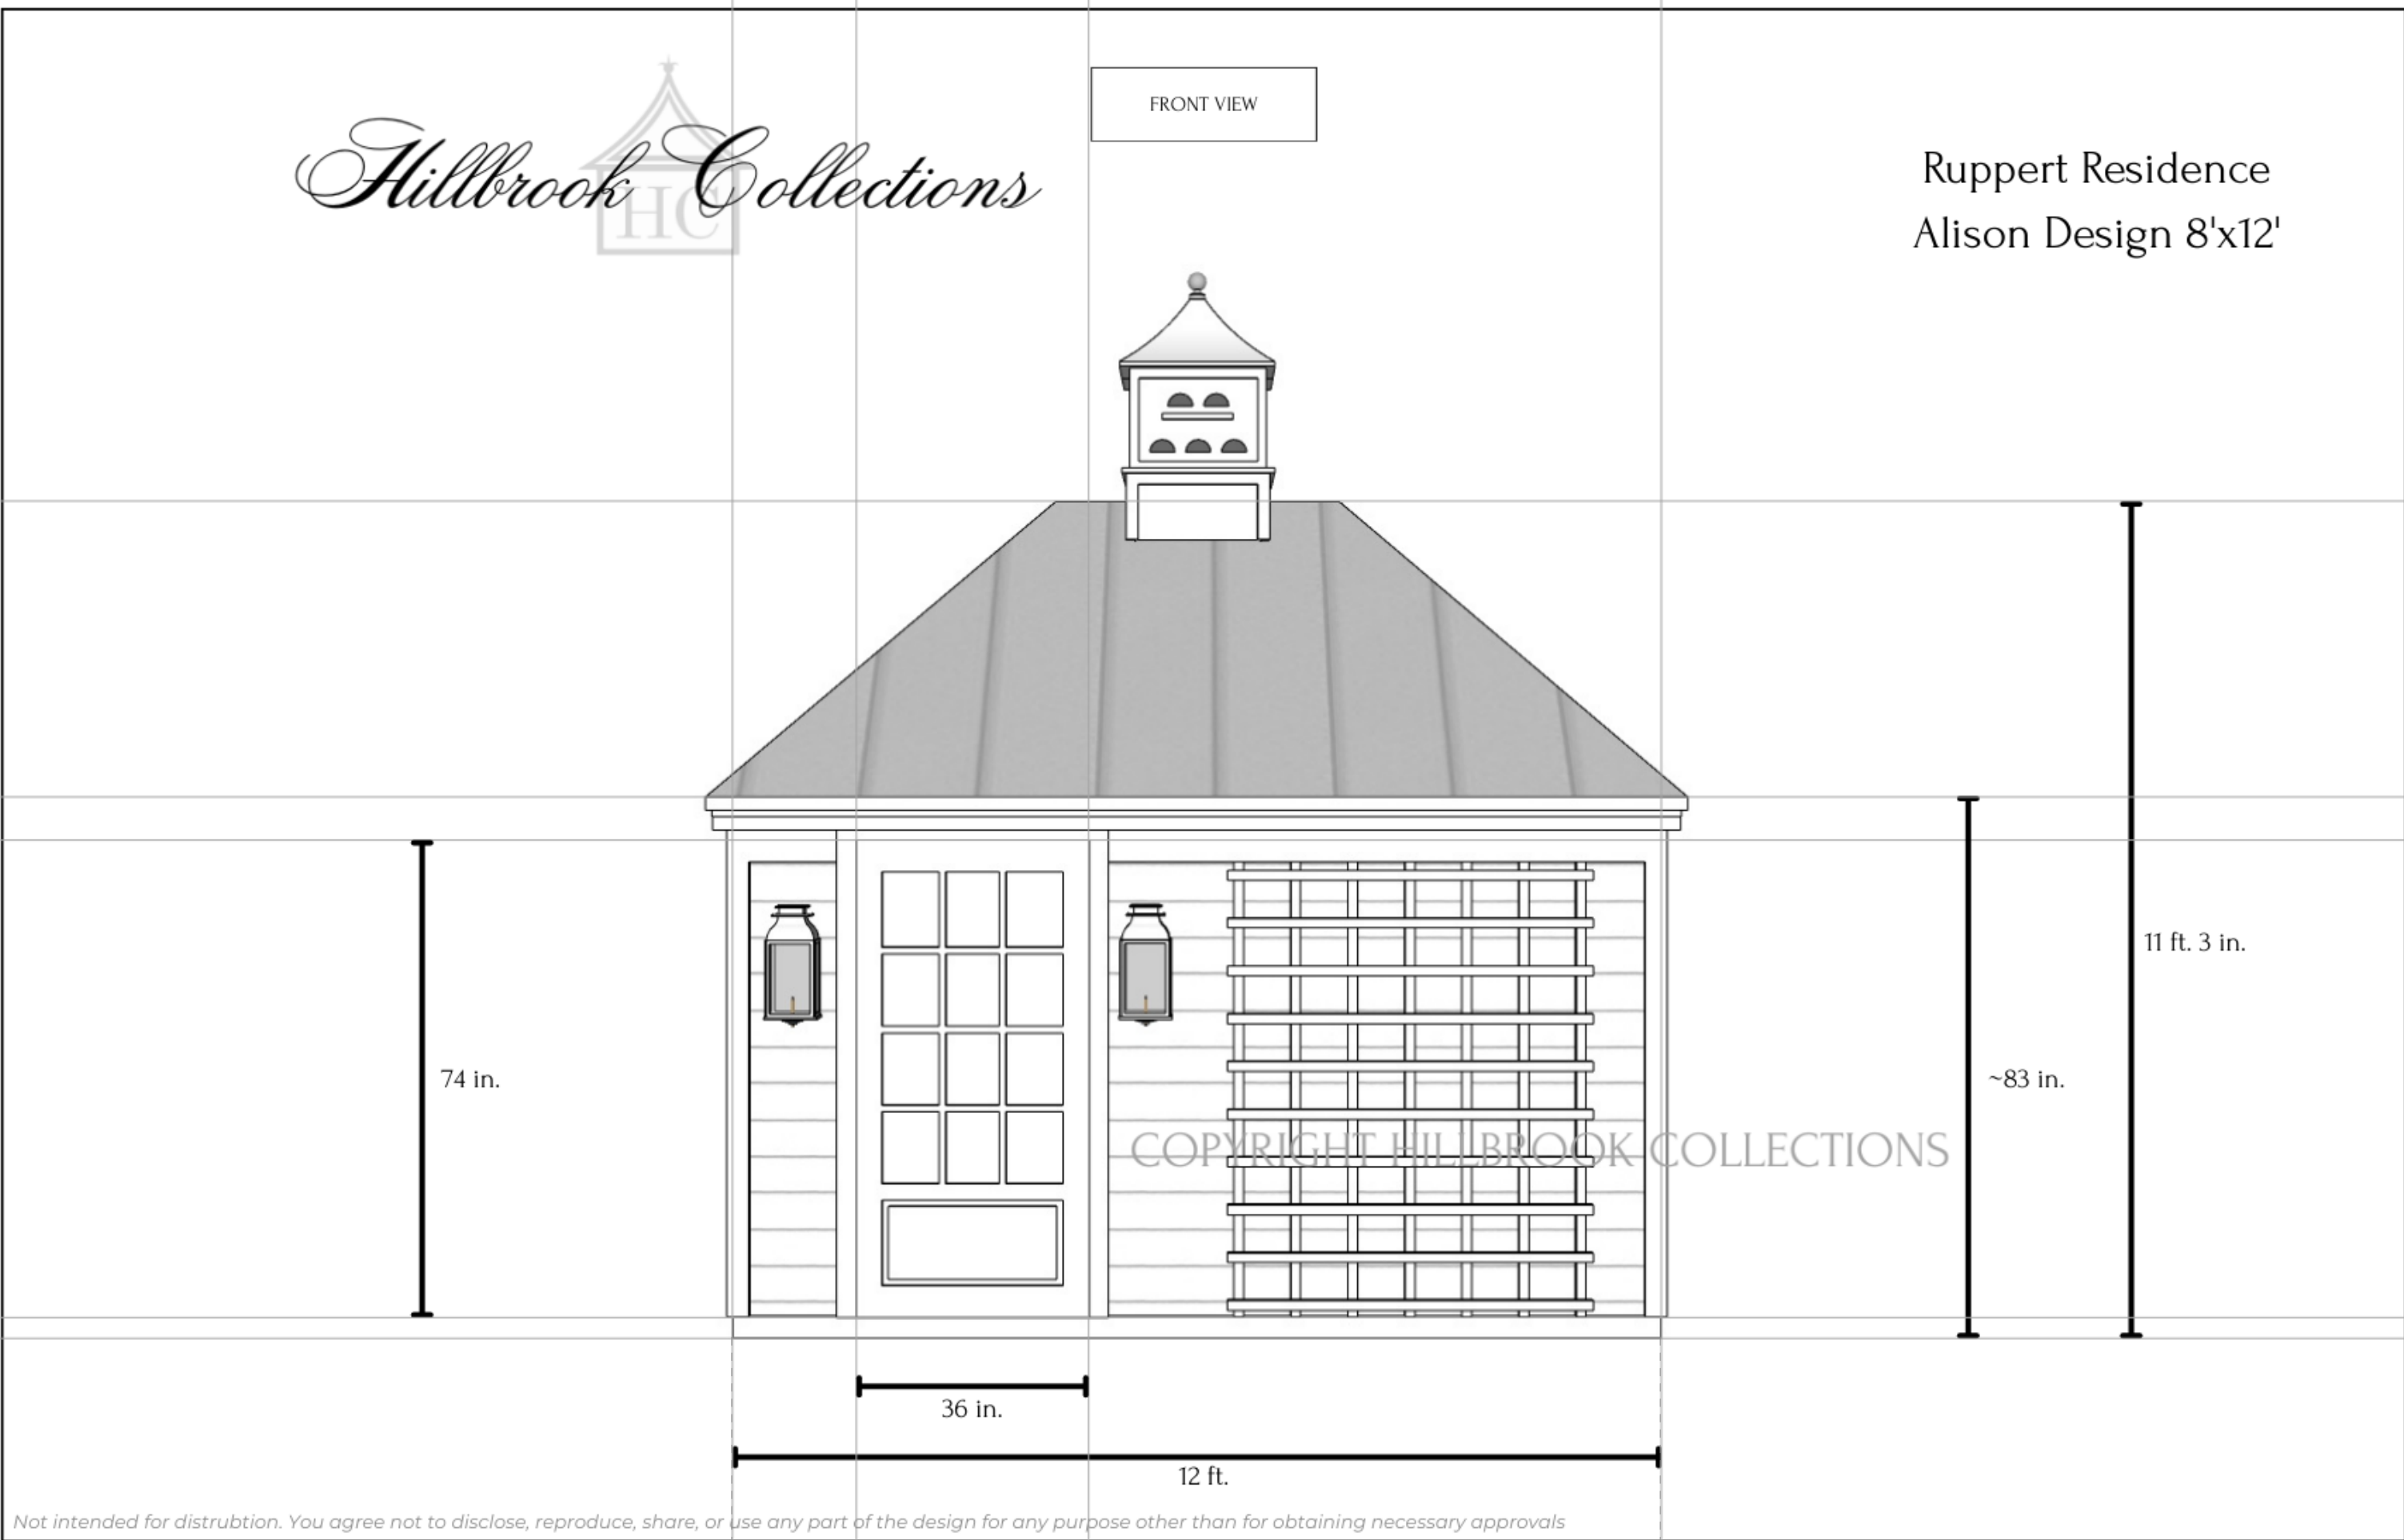 FRONT VIEW
Hillbrook Collections
HC
Ruppert Residence
Alison Design 8'x12'
11 ft. 3 in.
74 in.
~83 in.
COPYRIGHT HILLBROOK COLLECTIONS
36 in.
12 ft.
Not intended for distrubtion. You agree not to disclose, reproduce, share, or use any part of the design for any purpose other than for obtaining necessary approvals